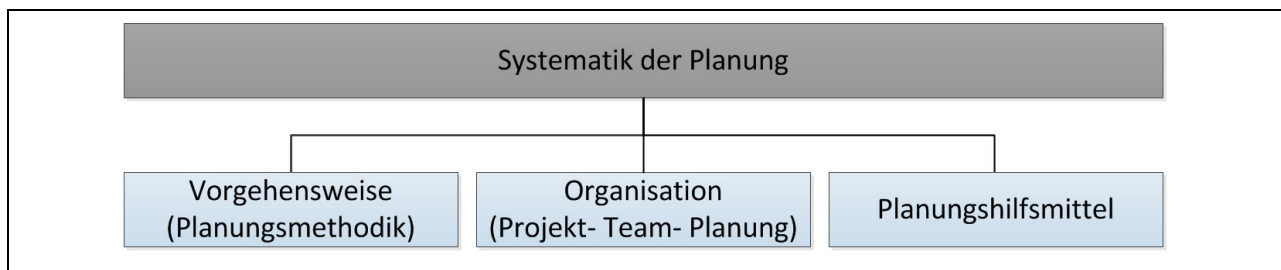 Systematik der Planung
Vorgehensweise
(Planungsmethodik)
Organisation
(Projekt- Team- Planung)
Planungshilfsmittel